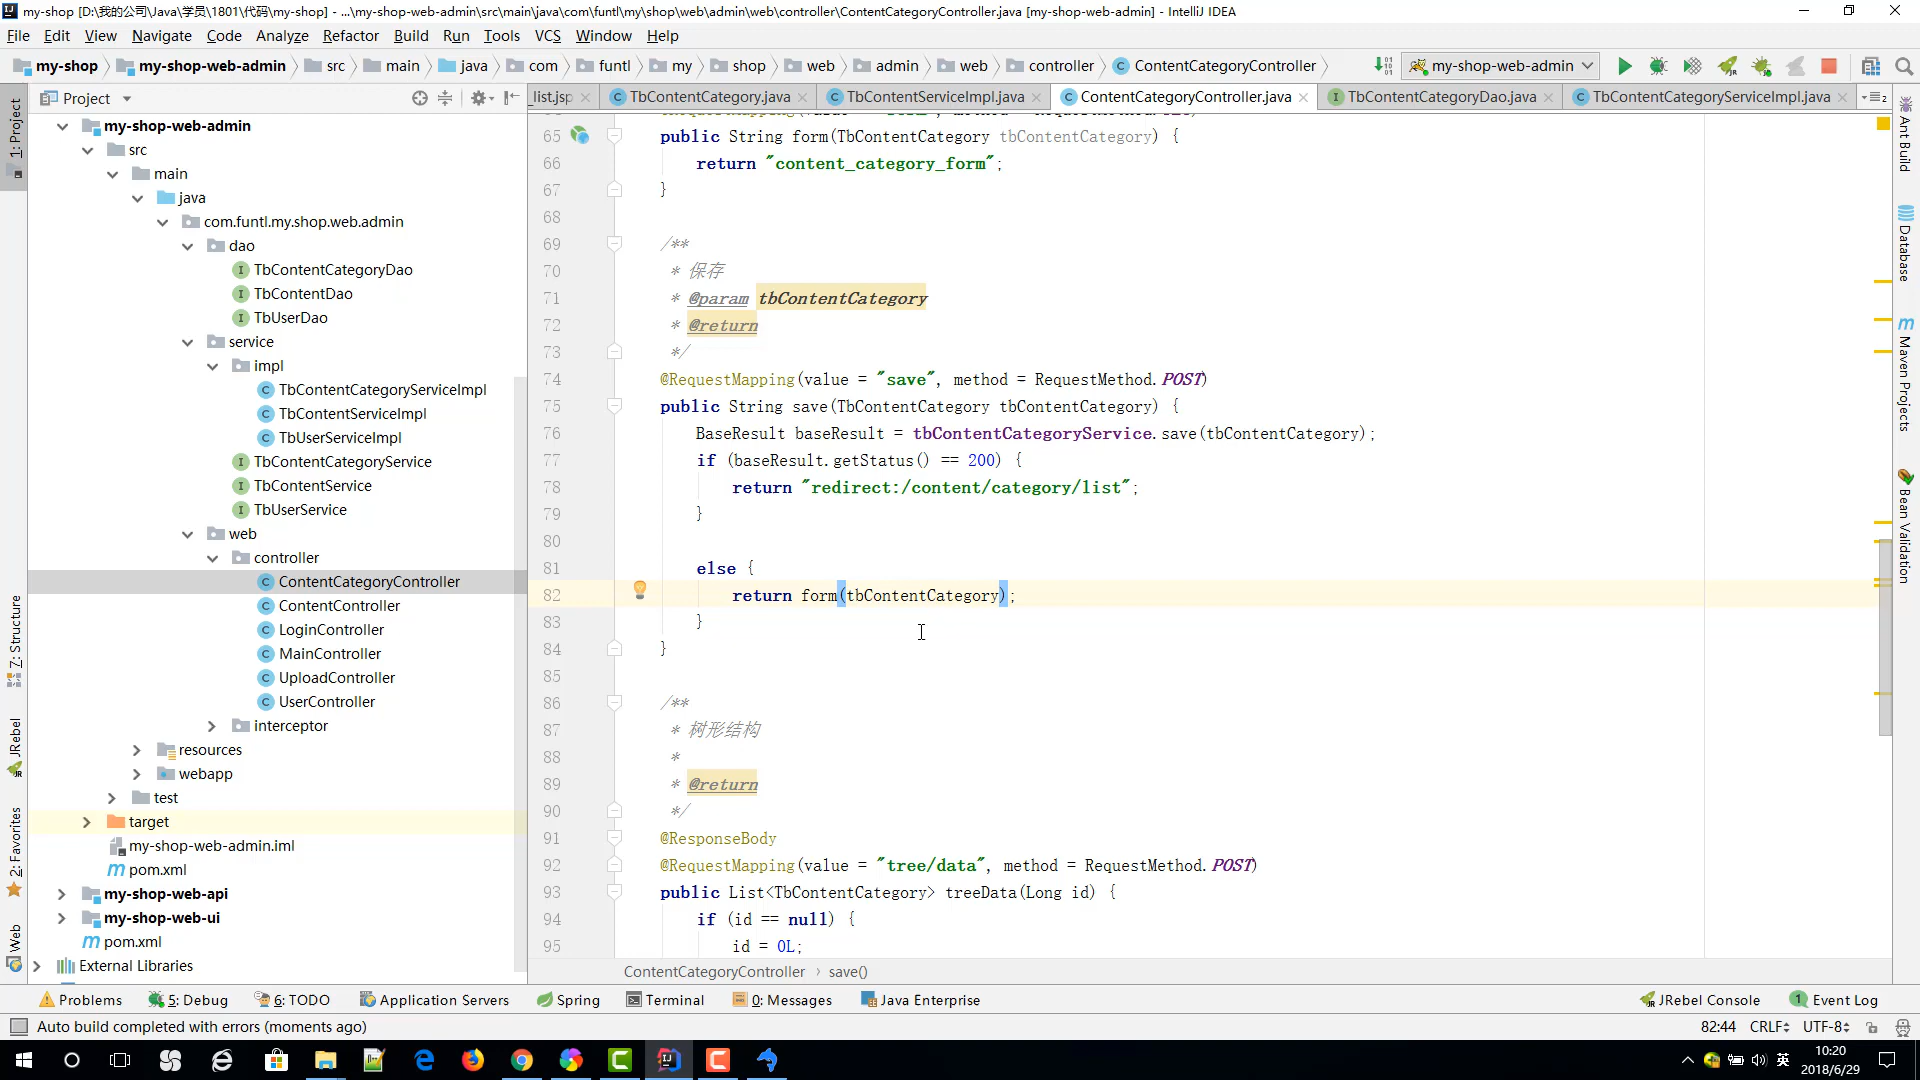 my-shop [D:\我的公司\Java\学员\1801\代码\my-shop] - ...\my-shop-web-admin\src\main\java\com\funtl\my\shop\web\admin\web\controller\ContentCategoryController.java [my-shop-web-admin] - IntelliJ IDEA
File Edit View Navigate Code Analyze Refactor Build Run Tools VCS Window Help
my-shop my-shop-web-admin src main java com funtl my shop web admin web controller ContentCategoryController my-shop-web-admin
Project
_list.jsp TbContentCategory.java TbContentServiceImpl.java ContentCategoryController.java TbContentCategoryDao.java TbContentCategoryServiceImpl.java
1: Project
7: Structure
JRebel
2: Favorites
Web
my-shop-web-admin
src
main
java
com.funtl.my.shop.web.admin
dao
TbContentCategoryDao
TbContentDao
TbUserDao
service
impl
TbContentCategoryServiceImpl
TbContentServiceImpl
TbUserServiceImpl
TbContentCategoryService
TbContentService
TbUserService
web
controller
ContentCategoryController
ContentController
LoginController
MainController
UploadController
UserController
interceptor
resources
webapp
test
target
my-shop-web-admin.iml
pom.xml
my-shop-web-api
my-shop-web-ui
pom.xml
External Libraries
65 public String form(TbContentCategory tbContentCategory) {
66 return "content_category_form";
67 }
68
69 /**
70 * 保存
71 * @param tbContentCategory
72 * @return
73 */
74 @RequestMapping(value = "save", method = RequestMethod.POST)
75 public String save(TbContentCategory tbContentCategory) {
76 BaseResult baseResult = tbContentCategoryService.save(tbContentCategory);
77 if (baseResult.getStatus() == 200) {
78 return "redirect:/content/category/list";
79 }
80
81 else {
82 return form(tbContentCategory);
83 }
84 }
85
86 /**
87 * 树形结构
88 *
89 * @return
90 */
91 @ResponseBody
92 @RequestMapping(value = "tree/data", method = RequestMethod.POST)
93 public List<TbContentCategory> treeData(Long id) {
94 if (id == null) {
95 id = 0L;
ContentCategoryController › save()
Ant Build
Database
Maven Projects
Bean Validation
Problems 5: Debug 6: TODO Application Servers Spring Terminal 0: Messages Java Enterprise JRebel Console 1 Event Log
Auto build completed with errors (moments ago) 82:44 CRLF UTF-8
英 10:20
2018/6/29